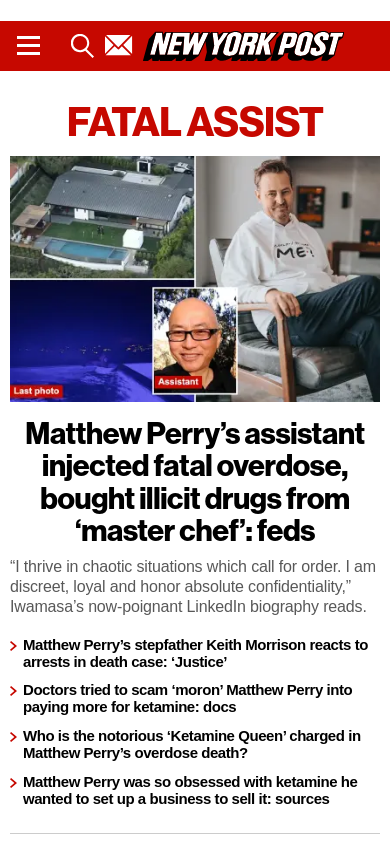 NEW YORK POST
FATAL ASSIST
ME!
Last photo
Assistant
Matthew Perry’s assistant
injected fatal overdose,
bought illicit drugs from
‘master chef’: feds
“I thrive in chaotic situations which call for order. I am
discreet, loyal and honor absolute confidentiality,”
Iwamasa’s now-poignant LinkedIn biography reads.
Matthew Perry’s stepfather Keith Morrison reacts to
arrests in death case: ‘Justice’
Doctors tried to scam ‘moron’ Matthew Perry into
paying more for ketamine: docs
Who is the notorious ‘Ketamine Queen’ charged in
Matthew Perry’s overdose death?
Matthew Perry was so obsessed with ketamine he
wanted to set up a business to sell it: sources